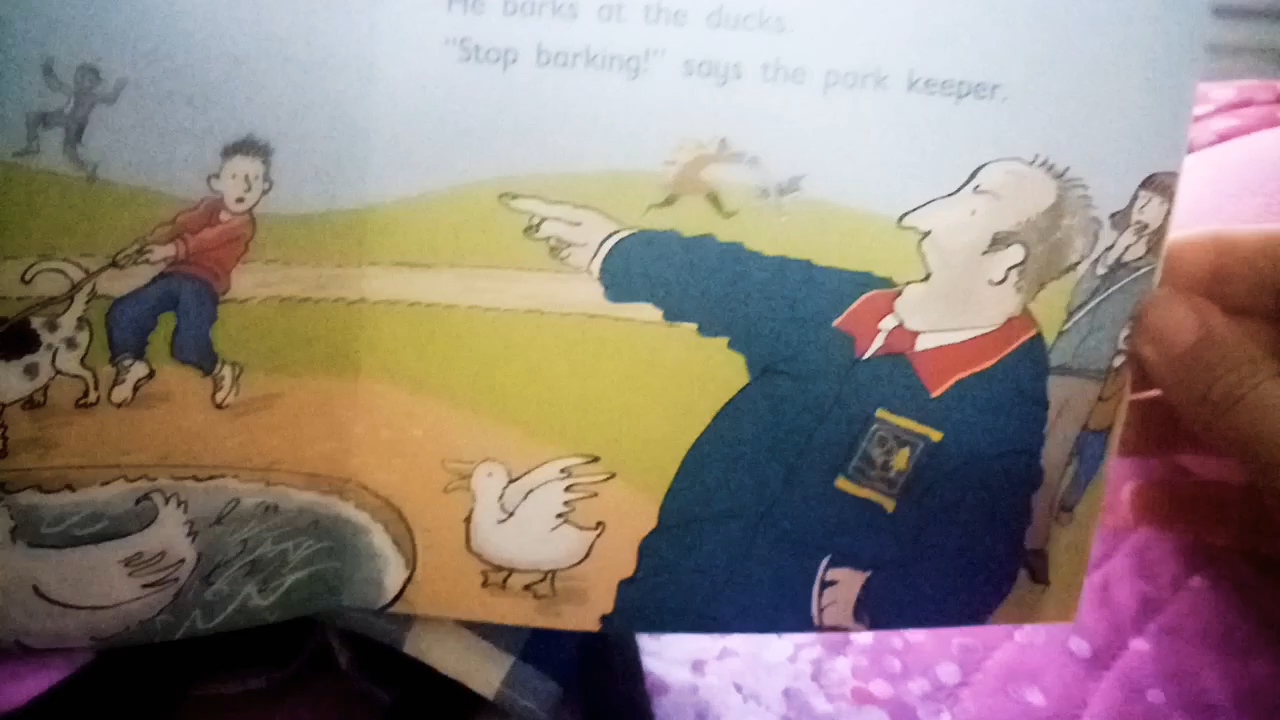 He barks at the ducks.
"Stop barking!" says the park keeper.